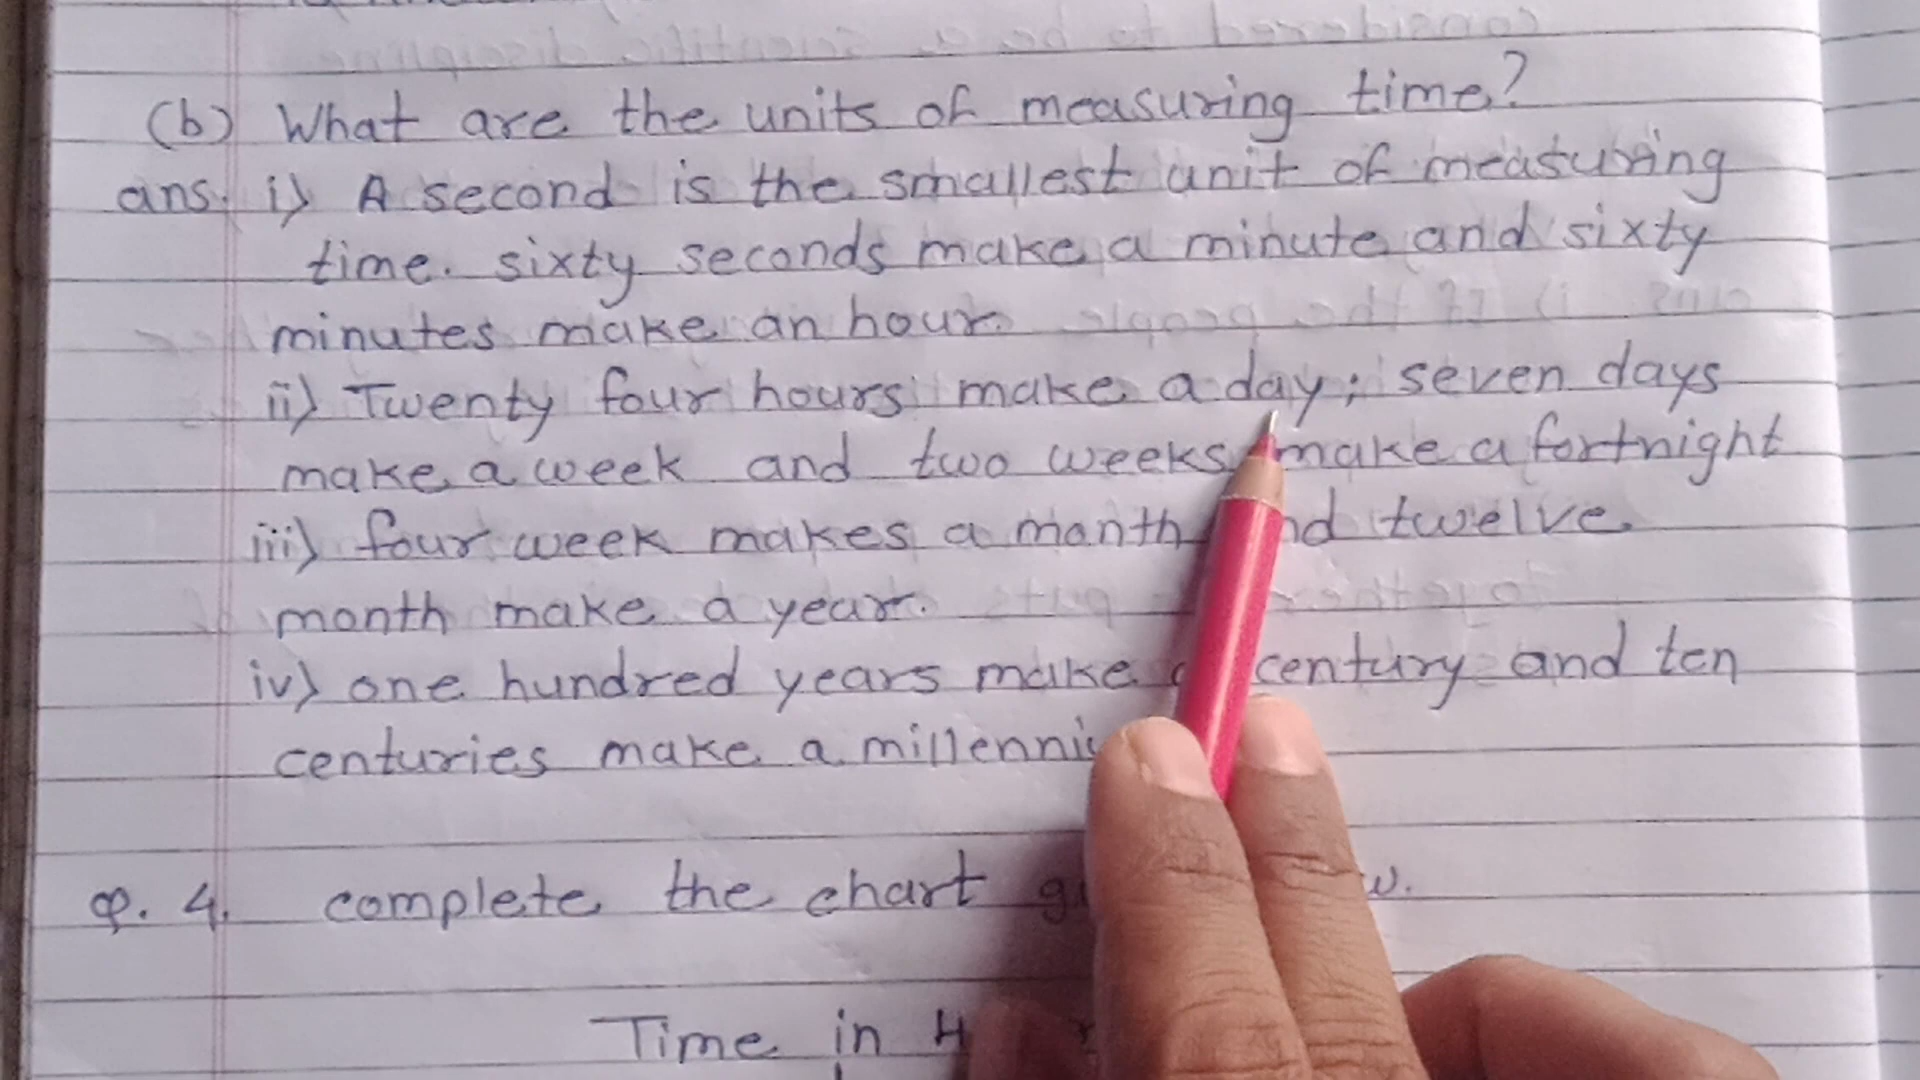 (b) What are the units of measuring time?
ans. i) A second is the smallest unit of measuring
time. sixty seconds make a minute and sixty
minutes make an hour.
ii) Twenty four hours make a day; seven days
make a week and two weeks make a fortnight
iii) four week makes a month nd twelve
month make a year.
iv) one hundred years make century and ten
centuries make a millenni
Q. 4. complete the chart
Time in H